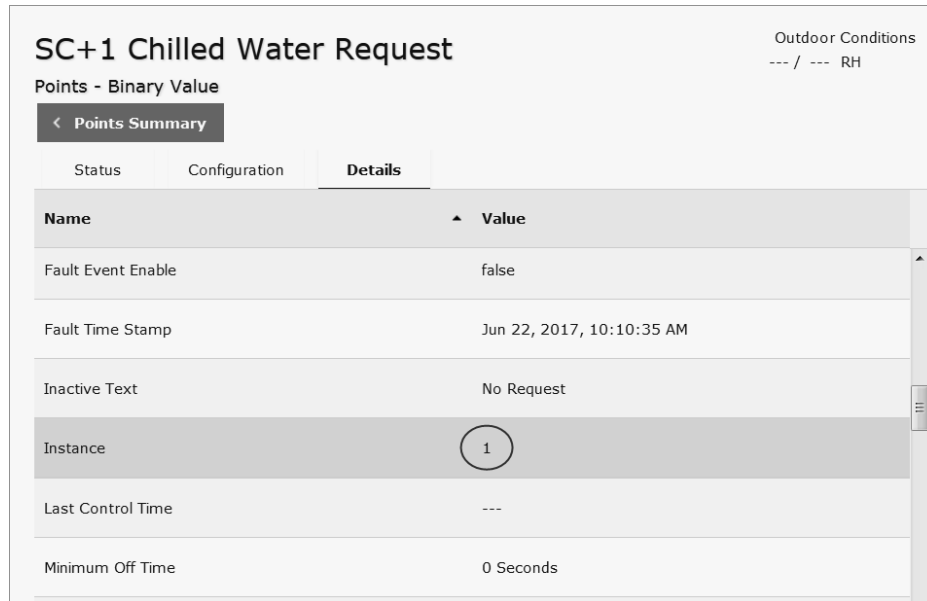 SC+1 Chilled Water Request
Outdoor Conditions
--- / --- RH
Points - Binary Value
< Points Summary
Status Configuration Details
Name Value
Fault Event Enable false
Fault Time Stamp Jun 22, 2017, 10:10:35 AM
Inactive Text No Request
Instance 1
Last Control Time ---
Minimum Off Time 0 Seconds